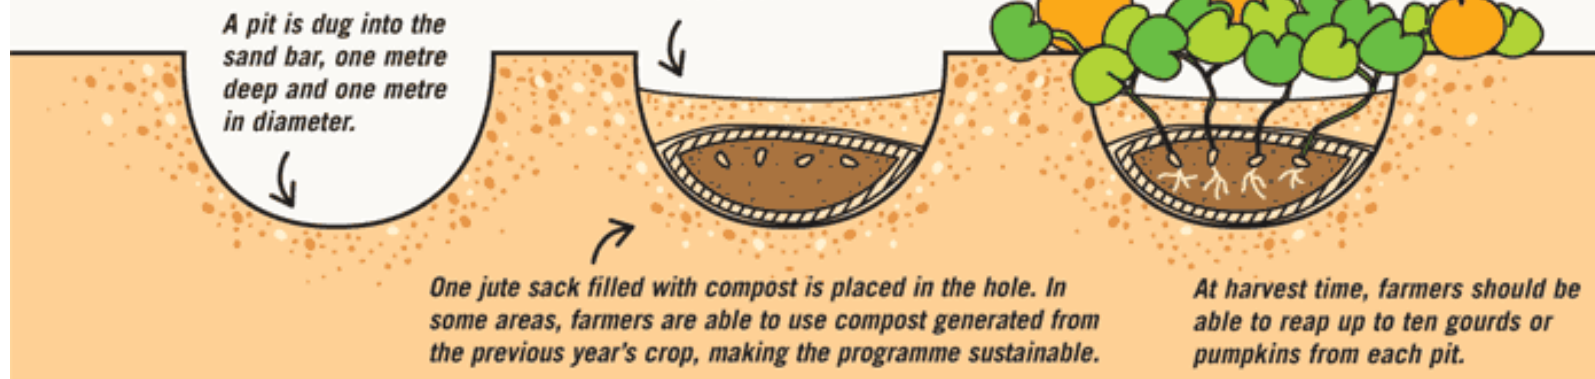 A pit is dug into the
sand bar, one metre
deep and one metre
in diameter.
One jute sack filled with compost is placed in the hole. In
some areas, farmers are able to use compost generated from
the previous year's crop, making the programme sustainable.
At harvest time, farmers should be
able to reap up to ten gourds or
pumpkins from each pit.